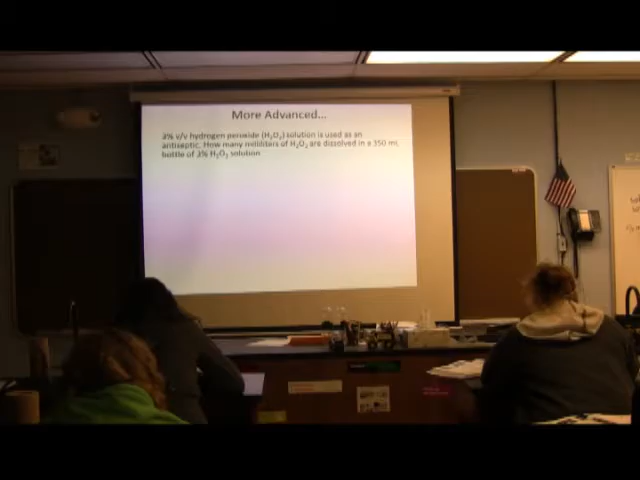 More Advanced...
3% v/v hydrogen peroxide (H₂O₂) solution is used as an
antiseptic. How many milliliters of H₂O₂ are dissolved in a 350 mL
bottle of 3% H₂O₂ solution